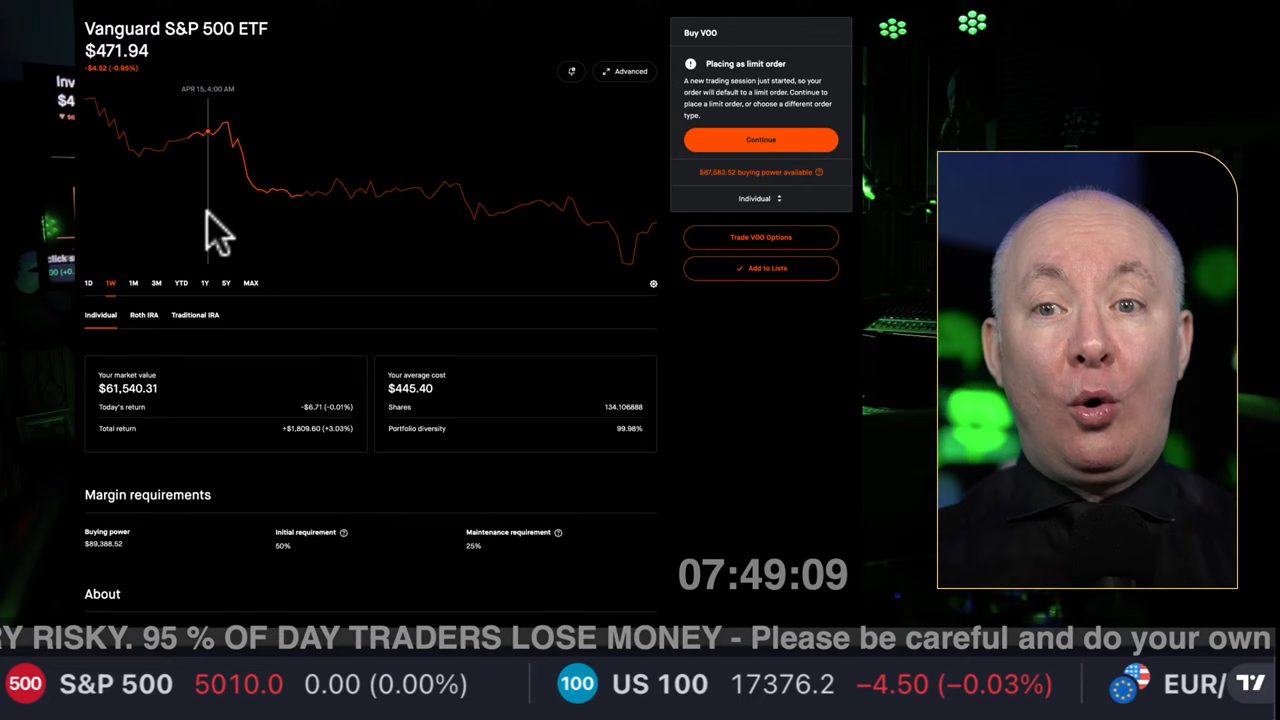 Vanguard S&P 500 ETF
$471.94
-$4.52 (-0.95%)
Advanced
APR 15, 4:00 AM
1D 1W 1M 3M YTD 1Y 5Y MAX
Individual Roth IRA Traditional IRA
Your market value
$61,540.31
Today's return -$6.71 (-0.01%)
Total return +$1,809.60 (+3.03%)
Your average cost
$445.40
Shares 134.106888
Portfolio diversity 99.98%
Margin requirements
Buying power
$89,388.52
Initial requirement
50%
Maintenance requirement
25%
About
Buy VOO
Placing as limit order
A new trading session just started, so your
order will default to a limit order. Continue to
place a limit order, or choose a different order
type.
Continue
$87,583.52 buying power available
Individual
Trade VOO Options
Add to Lists
07:49:09
RY RISKY. 95 % OF DAY TRADERS LOSE MONEY - Please be careful and do your own
500 S&P 500 5010.0 0.00 (0.00%)
100 US 100 17376.2 −4.50 (−0.03%)
EUR/